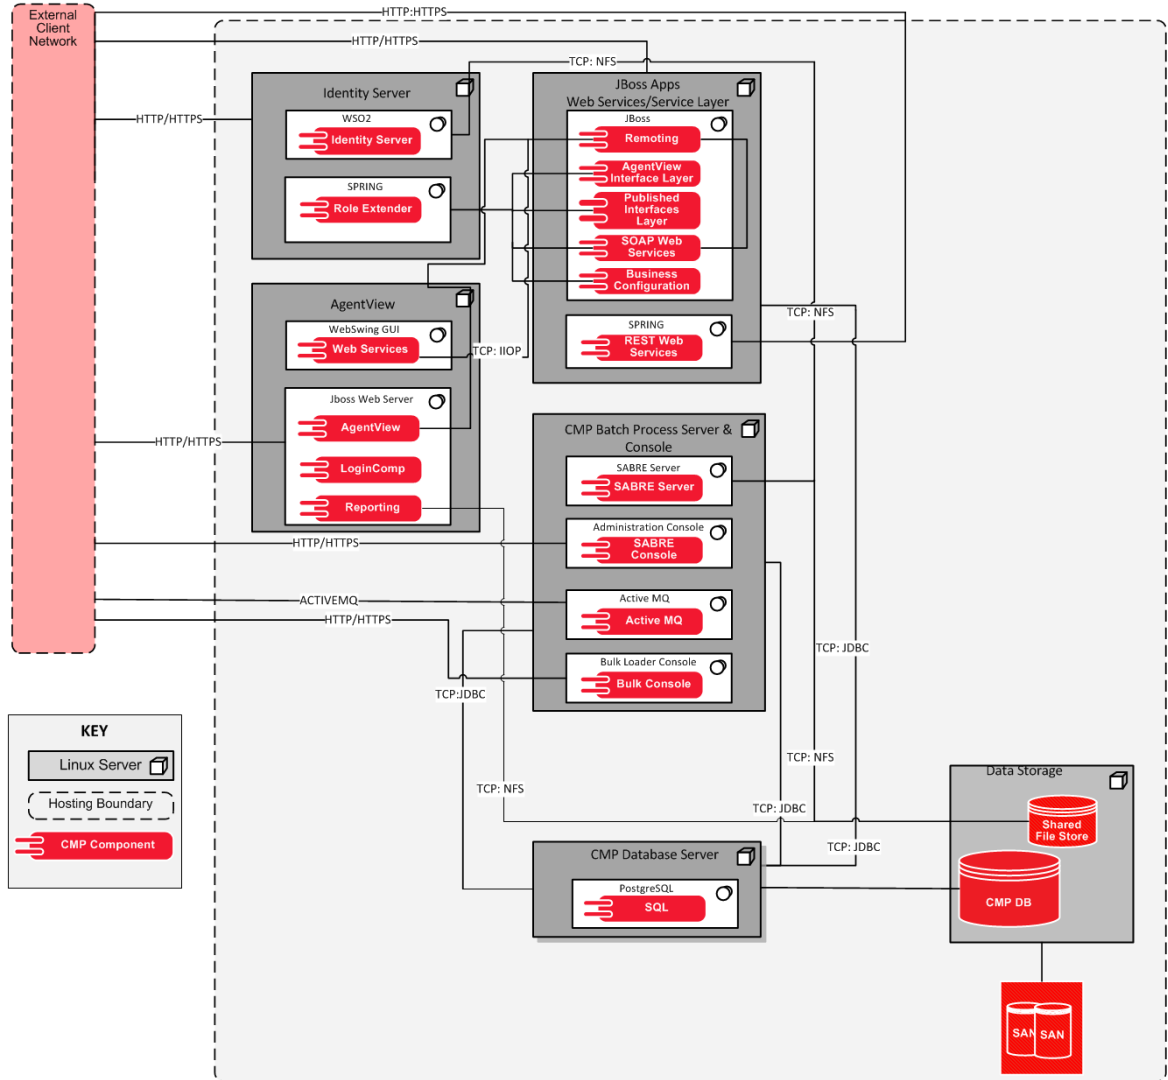 External
Client
Network
HTTP:HTTPS
HTTP/HTTPS
TCP: NFS
HTTP/HTTPS
Identity Server
WSO2
Identity Server
SPRING
Role Extender
JBoss Apps
Web Services/Service Layer
JBoss
Remoting
AgentView
Interface Layer
Published
Interfaces
Layer
SOAP Web
Services
Business
Configuration
SPRING
REST Web
Services
TCP: NFS
AgentView
WebSwing GUI
Web Services
TCP: IIOP
Jboss Web Server
AgentView
LoginComp
Reporting
HTTP/HTTPS
CMP Batch Process Server &
Console
SABRE Server
SABRE Server
Administration Console
SABRE
Console
Active MQ
Active MQ
Bulk Loader Console
Bulk Console
HTTP/HTTPS
ACTIVEMQ
HTTP/HTTPS
TCP:JDBC
TCP: JDBC
TCP: NFS
TCP: NFS
TCP: JDBC
TCP: JDBC
KEY
Linux Server
Hosting Boundary
CMP Component
CMP Database Server
PostgreSQL
SQL
Data Storage
Shared
File Store
CMP DB
SAN
SAN